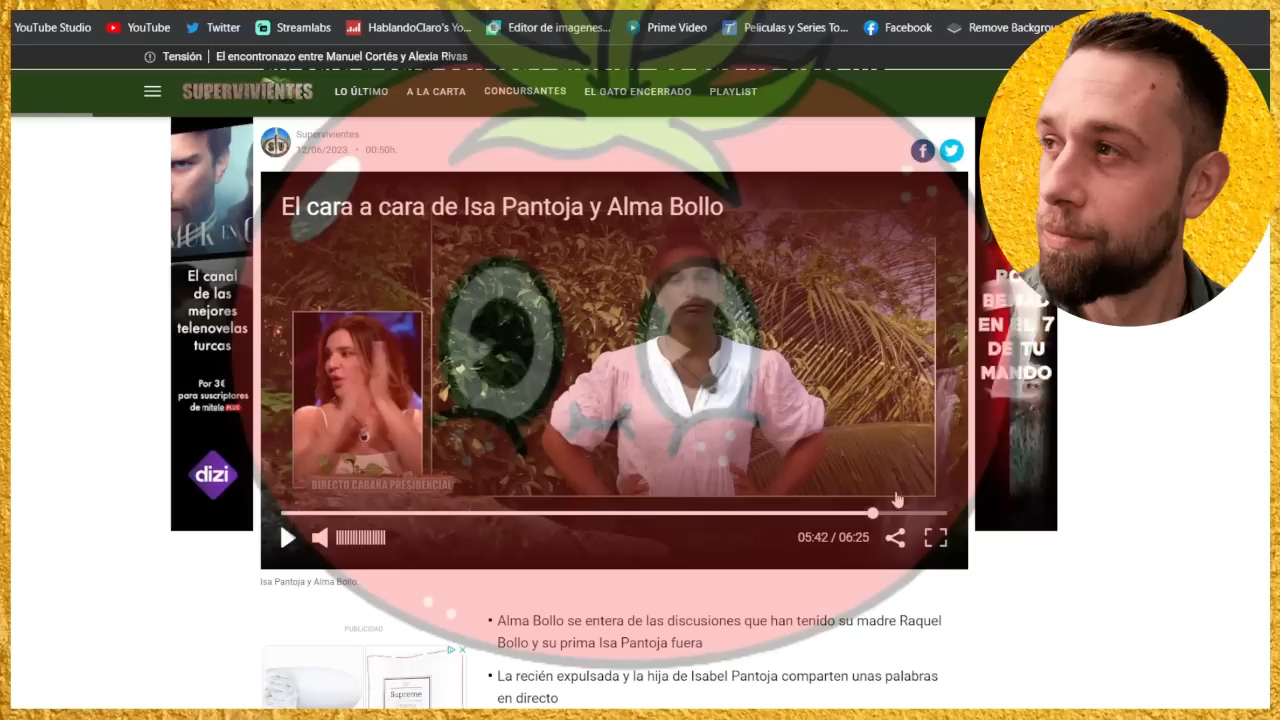 YouTube Studio YouTube Twitter Streamlabs HablandoClaro's Yo... Editor de imagenes... Prime Video Peliculas y Series To... Facebook Remove Backgrou
Tensión | El encontronazo entre Manuel Cortés y Alexia Rivas
SUPERVIVIENTES LO ÚLTIMO A LA CARTA CONCURSANTES EL GATO ENCERRADO PLAYLIST
Supervivientes
12/06/2023 • 00:50h.
El cara a cara de Isa Pantoja y Alma Bollo
El canal
de las
mejores
telenovelas
turcas
Por 3€
para suscriptores
de mitele PLUS
dizi
EN EL 7
DE TU
MANDO
DIRECTO CABAÑA PRESIDENCIAL
05:42 / 06:25
Isa Pantoja y Alma Bollo.
PUBLICIDAD
Supreme
• Alma Bollo se entera de las discusiones que han tenido su madre Raquel
Bollo y su prima Isa Pantoja fuera
• La recién expulsada y la hija de Isabel Pantoja comparten unas palabras
en directo